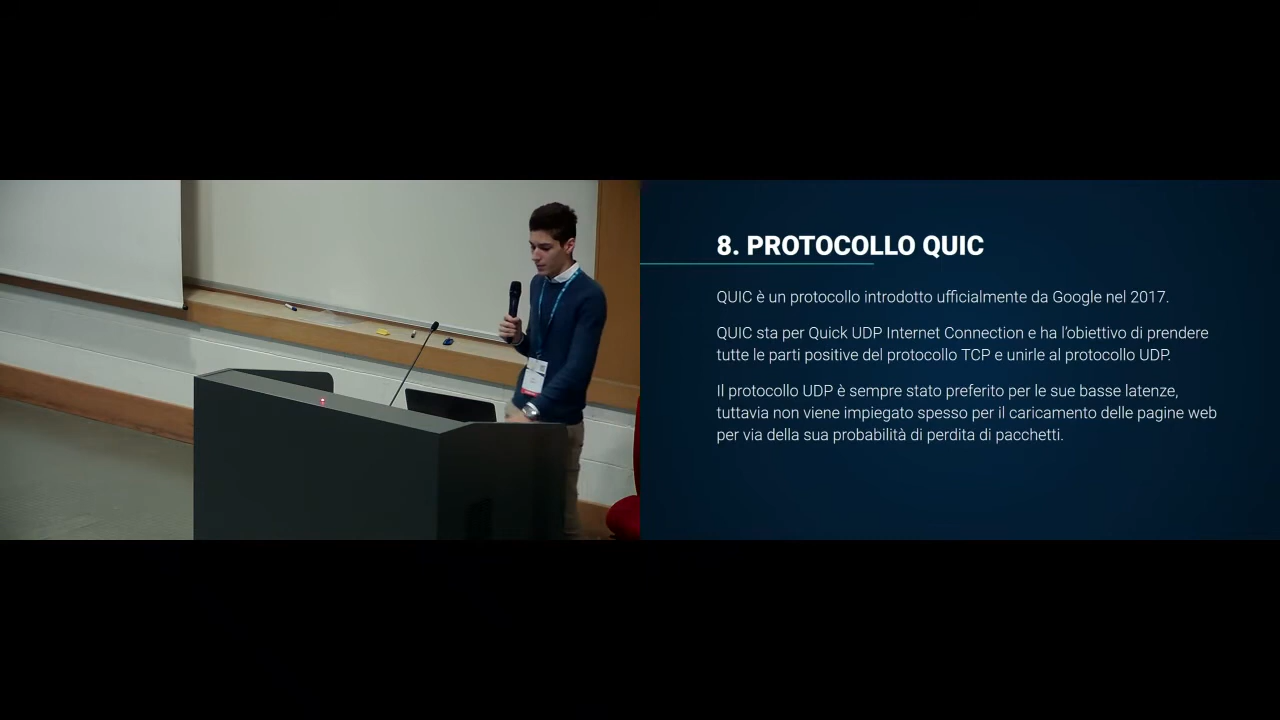 8. PROTOCOLLO QUIC
QUIC è un protocollo introdotto ufficialmente da Google nel 2017.
QUIC sta per Quick UDP Internet Connection e ha l'obiettivo di prendere
tutte le parti positive del protocollo TCP e unirle al protocollo UDP.
Il protocollo UDP è sempre stato preferito per le sue basse latenze,
tuttavia non viene impiegato spesso per il caricamento delle pagine web
per via della sua probabilità di perdita di pacchetti.